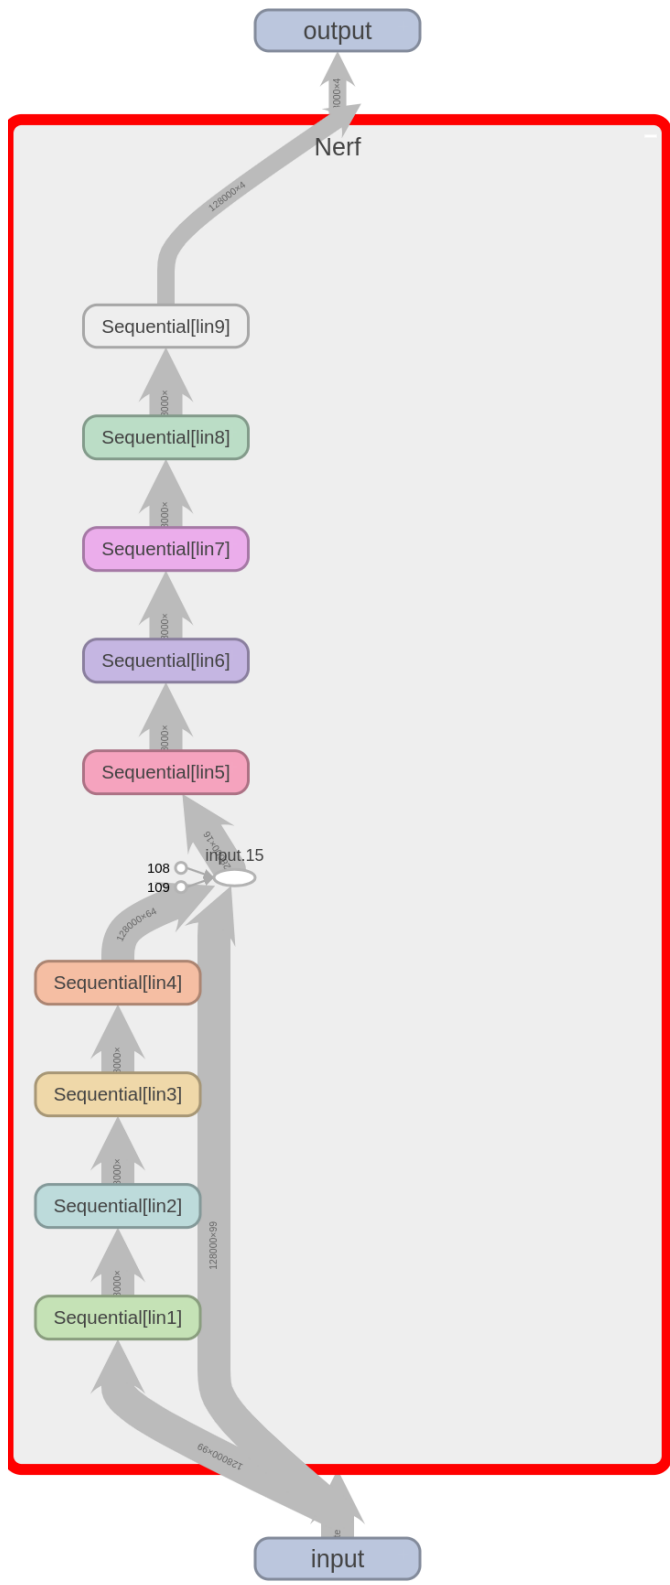 output
Nerf
128000×4
Sequential[lin9]
Sequential[lin8]
Sequential[lin7]
Sequential[lin6]
Sequential[lin5]
input.15
108
109
128000×64
Sequential[lin4]
Sequential[lin3]
Sequential[lin2]
128000×99
Sequential[lin1]
128000×99
input